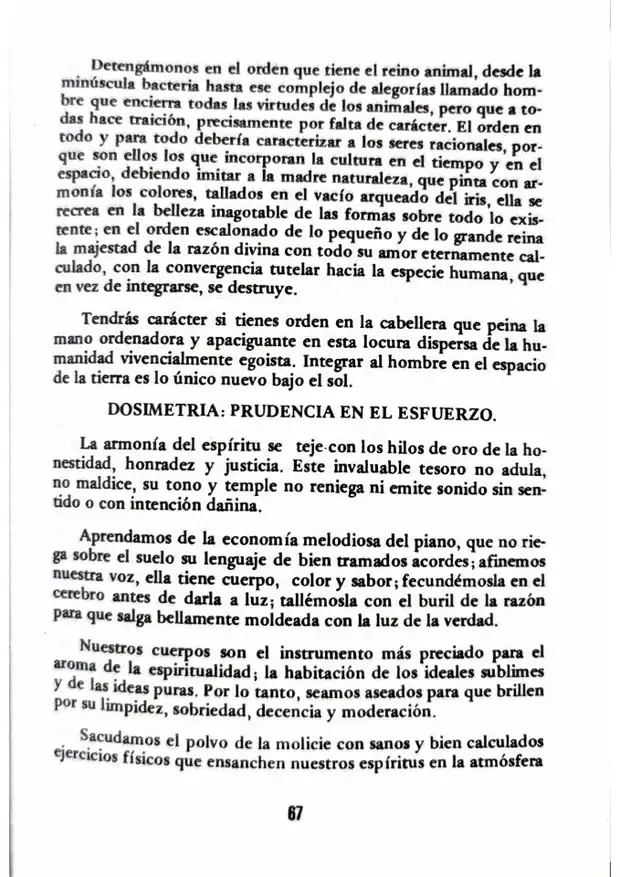 Detengámonos en el orden que tiene el reino animal, desde la
minúscula bacteria hasta ese complejo de alegorías llamado hom-
bre que encierra todas las virtudes de los animales, pero que a to-
das hace traición, precisamente por falta de carácter. El orden en
todo y para todo debería caracterizar a los seres racionales, por-
que son ellos los que incorporan la cultura en el tiempo y en el
espacio, debiendo imitar a la madre naturaleza, que pinta con ar-
monía los colores, tallados en el vacío arqueado del iris, ella se
recrea en la belleza inagotable de las formas sobre todo lo exis-
tente; en el orden escalonado de lo pequeño y de lo grande reina
la majestad de la razón divina con todo su amor eternamente cal-
culado, con la convergencia tutelar hacia la especie humana, que
en vez de integrarse, se destruye.
Tendrás carácter si tienes orden en la cabellera que peina la
mano ordenadora y apaciguante en esta locura dispersa de la hu-
manidad vivencialmente egoista. Integrar al hombre en el espacio
de la tierra es lo único nuevo bajo el sol.
DOSIMETRIA: PRUDENCIA EN EL ESFUERZO.
La armonía del espíritu se teje con los hilos de oro de la ho-
nestidad, honradez y justicia. Este invaluable tesoro no adula,
no maldice, su tono y temple no reniega ni emite sonido sin sen-
tido o con intención dañina.
Aprendamos de la economía melodiosa del piano, que no rie-
ga sobre el suelo su lenguaje de bien tramados acordes; afinemos
nuestra voz, ella tiene cuerpo, color y sabor; fecundémosla en el
cerebro antes de darla a luz; tallémosla con el buril de la razón
para que salga bellamente moldeada con la luz de la verdad.
Nuestros cuerpos son el instrumento más preciado para el
aroma de la espiritualidad; la habitación de los ideales sublimes
y de las ideas puras. Por lo tanto, seamos aseados para que brillen
por su limpidez, sobriedad, decencia y moderación.
Sacudamos el polvo de la molicie con sanos y bien calculados
ejercicios físicos que ensanchen nuestros espíritus en la atmósfera
67